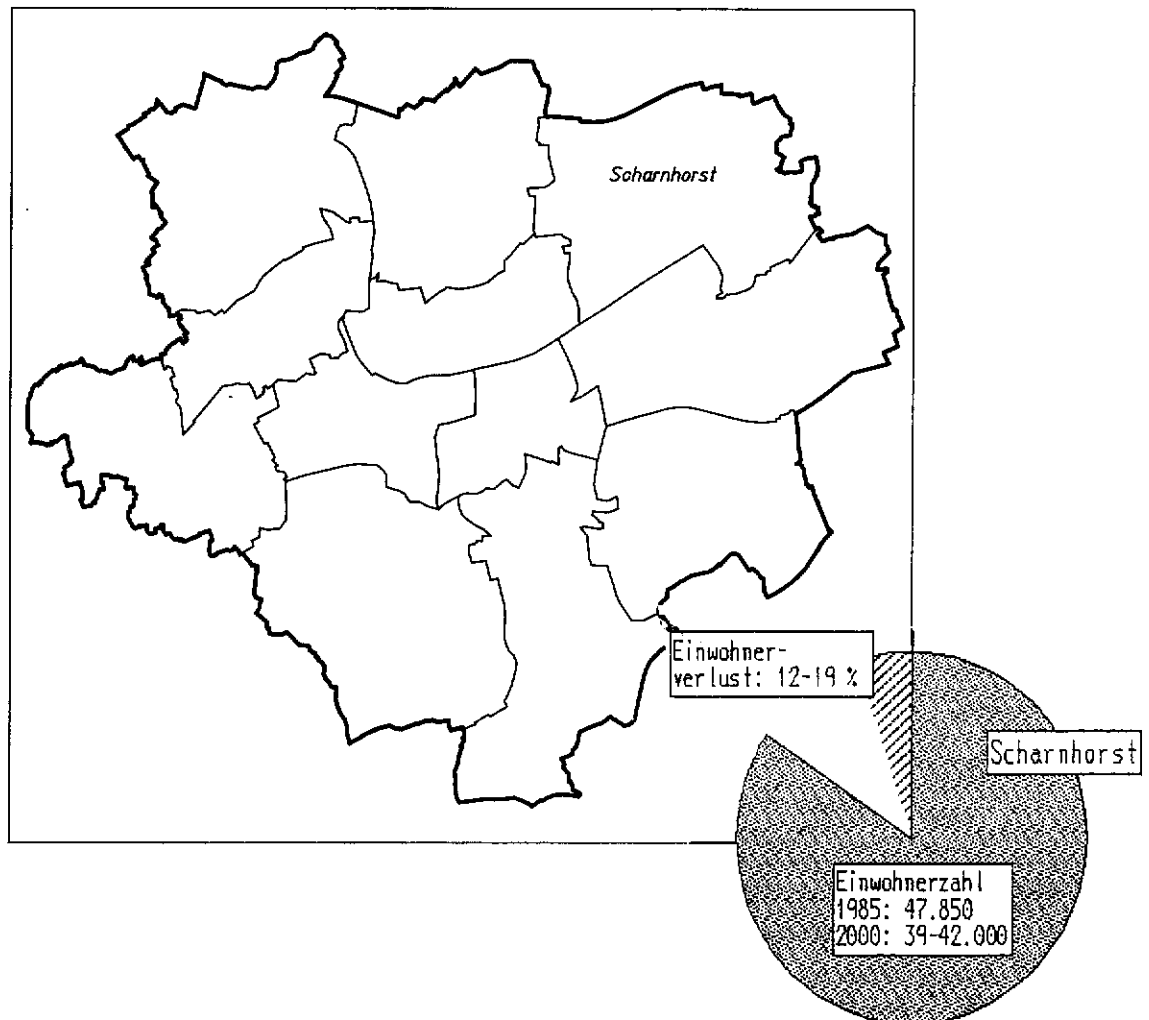 Scharnhorst
Einwohner-
verlust: 12-19 %
Scharnhorst
Einwohnerzahl
1985: 47.850
2000: 39-42.000